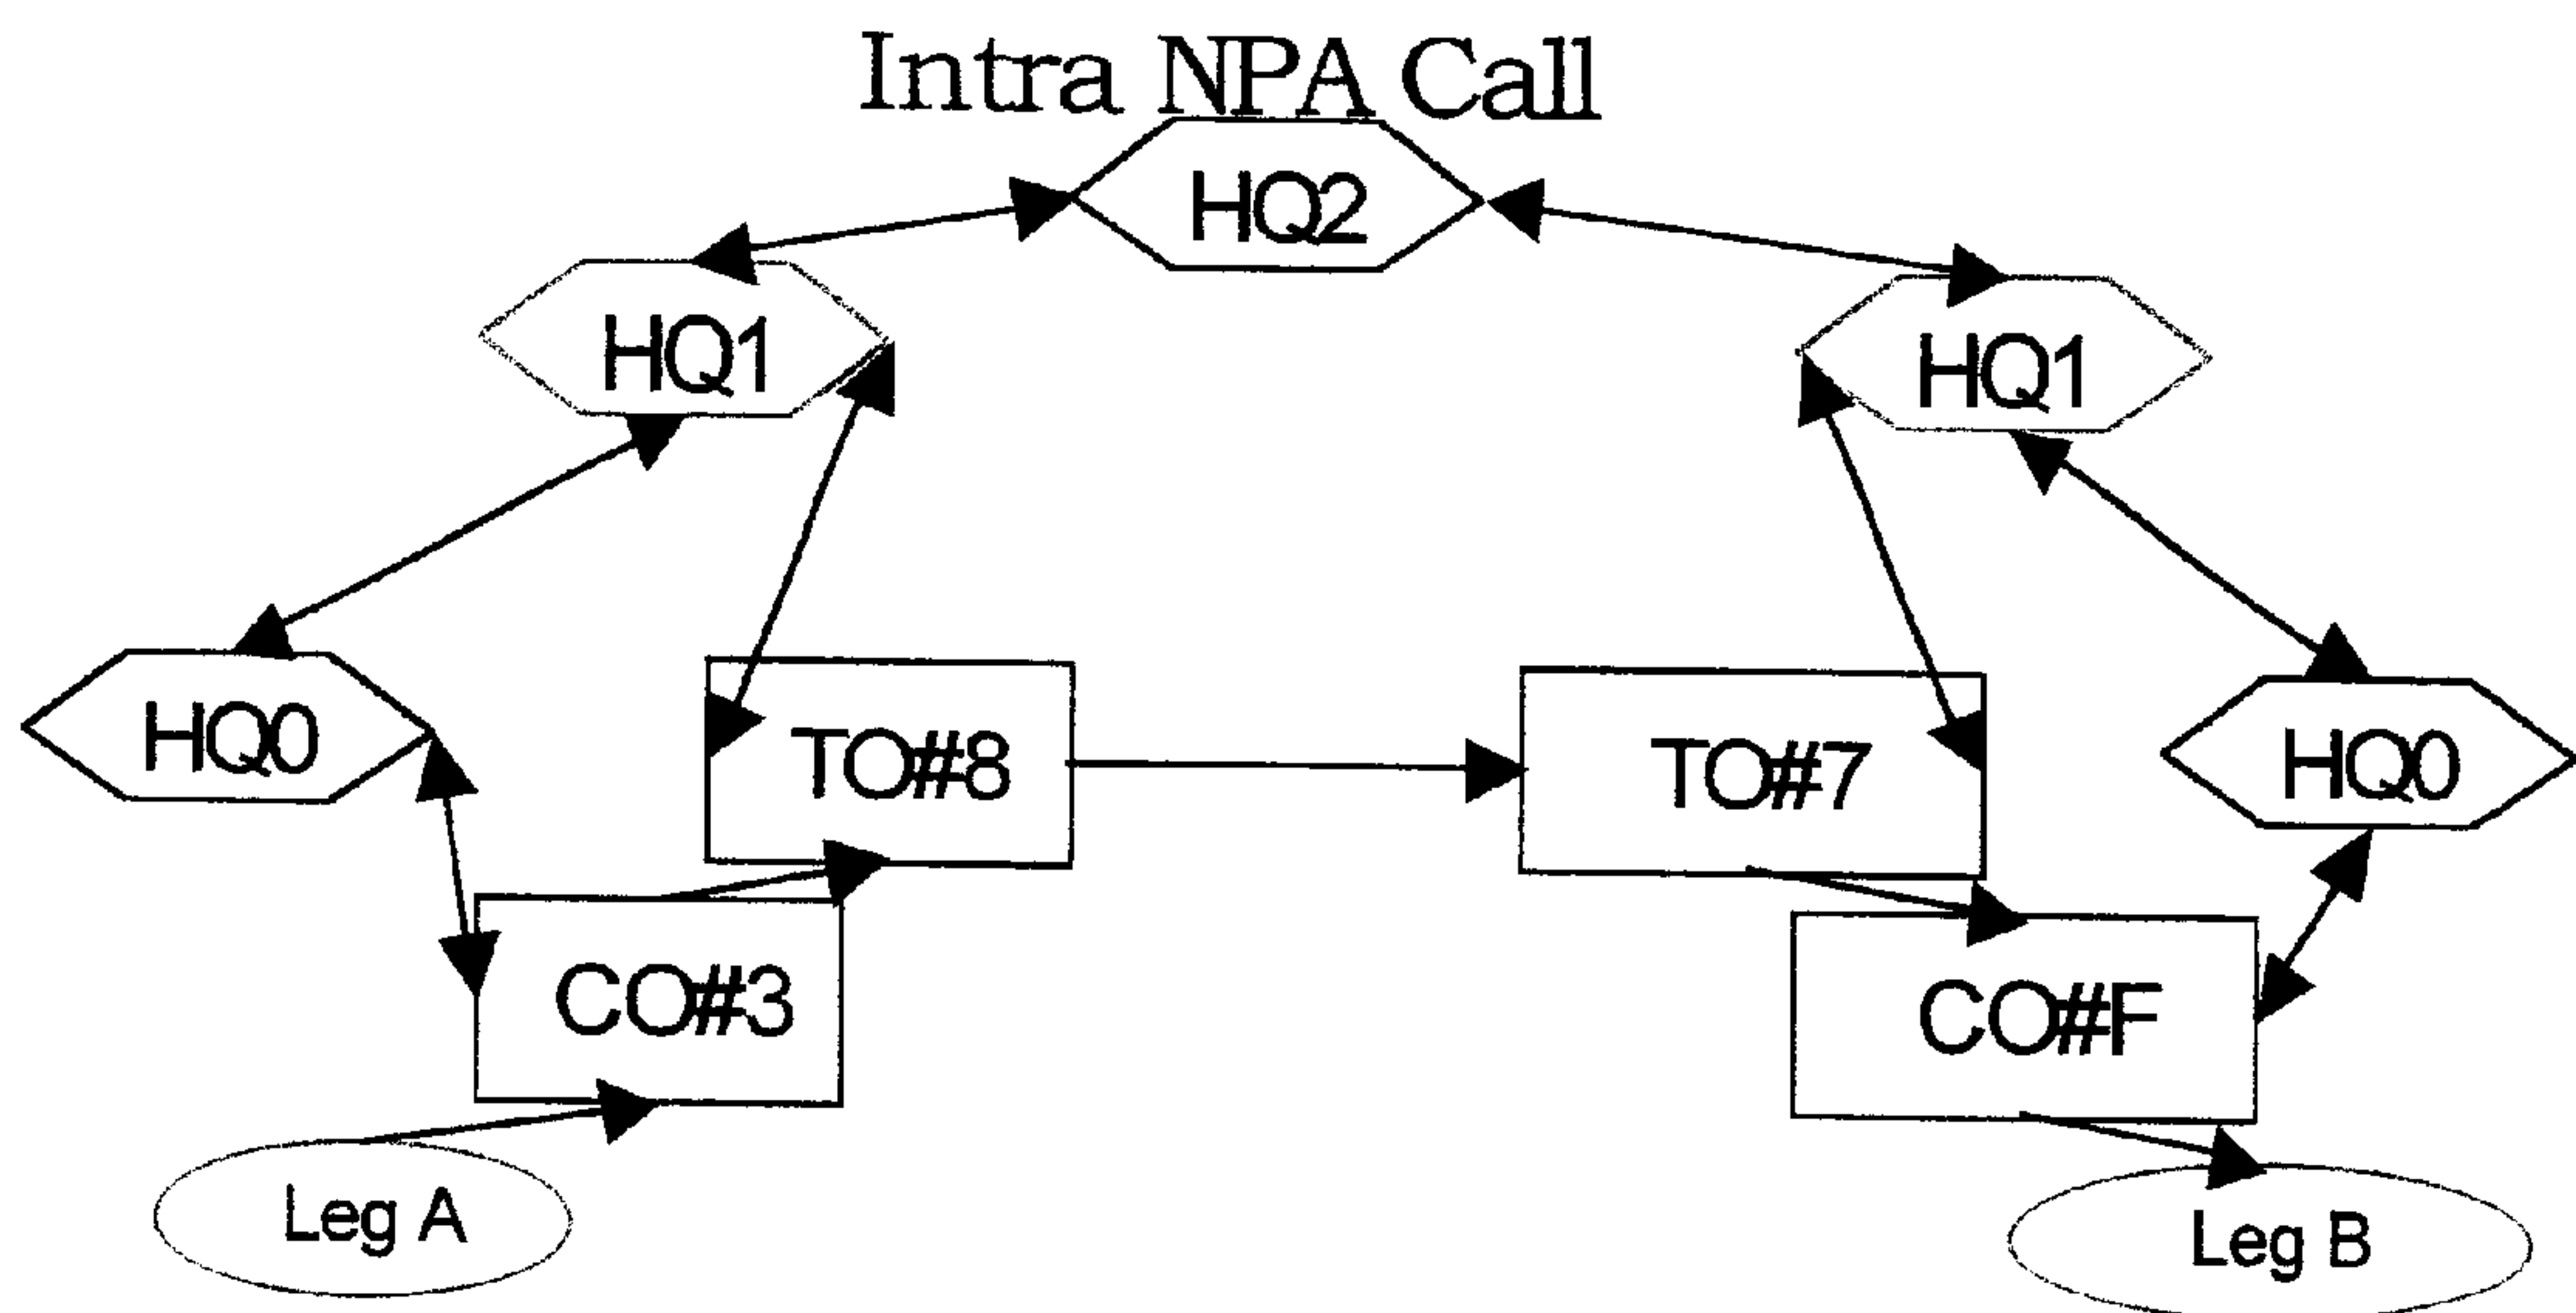 Intra NPA Call
HQ2
HQ1
HQ1
HQ0
TO#8
TO#7
HQ0
CO#3
CO#F
Leg A
Leg B